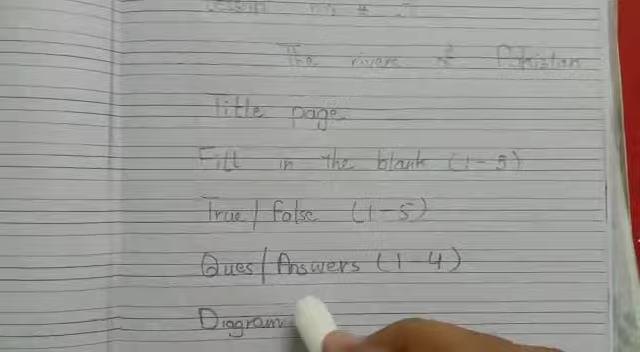 The rivers of Pakistan
Title page
Fill in the blank (1-5)
True/False (1-5)
Ques/Answers (1-4)
Diagram